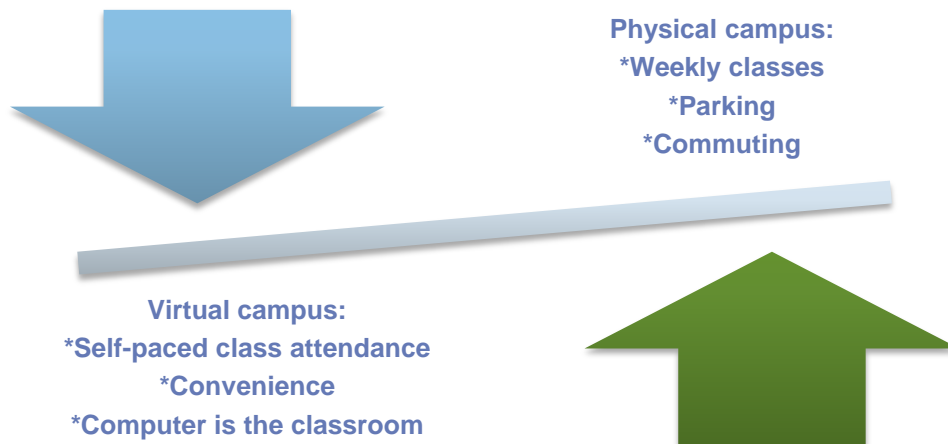 Physical campus:
*Weekly classes
*Parking
*Commuting
Virtual campus:
*Self-paced class attendance
*Convenience
*Computer is the classroom